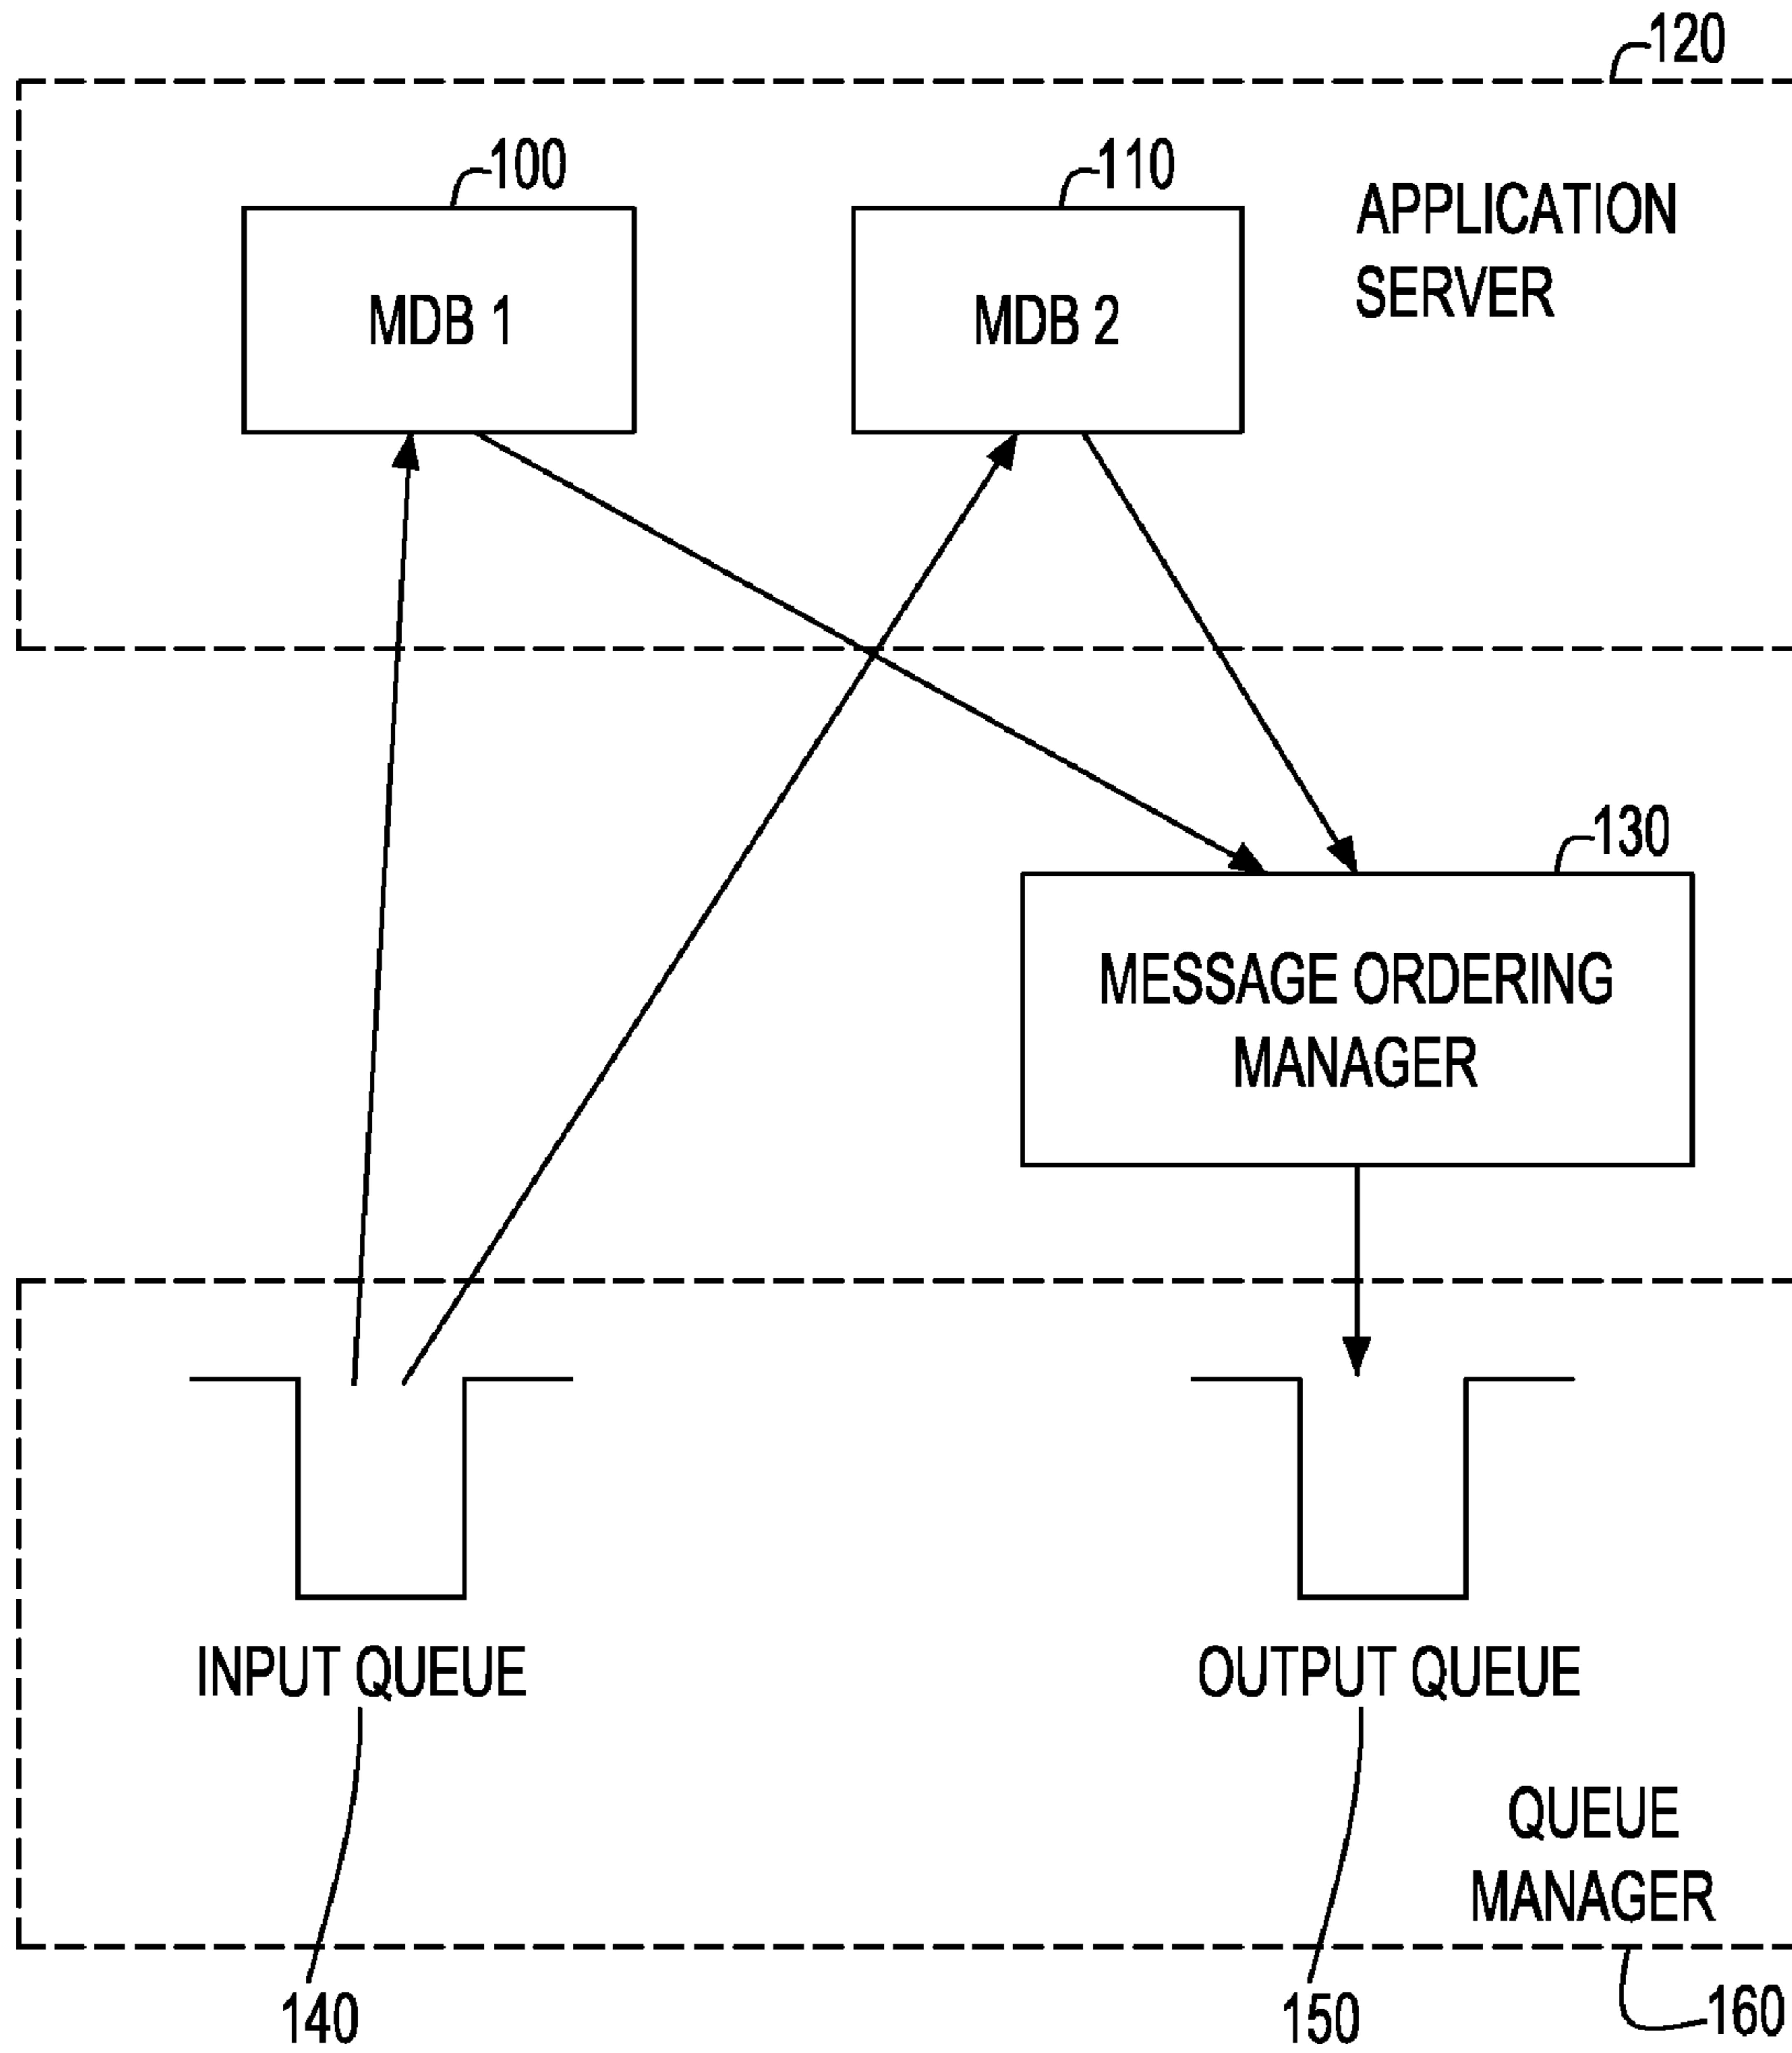 120
100
110
APPLICATION
SERVER
MDB 1
MDB 2
130
MESSAGE ORDERING
MANAGER
INPUT QUEUE
OUTPUT QUEUE
QUEUE
MANAGER
140
150
160